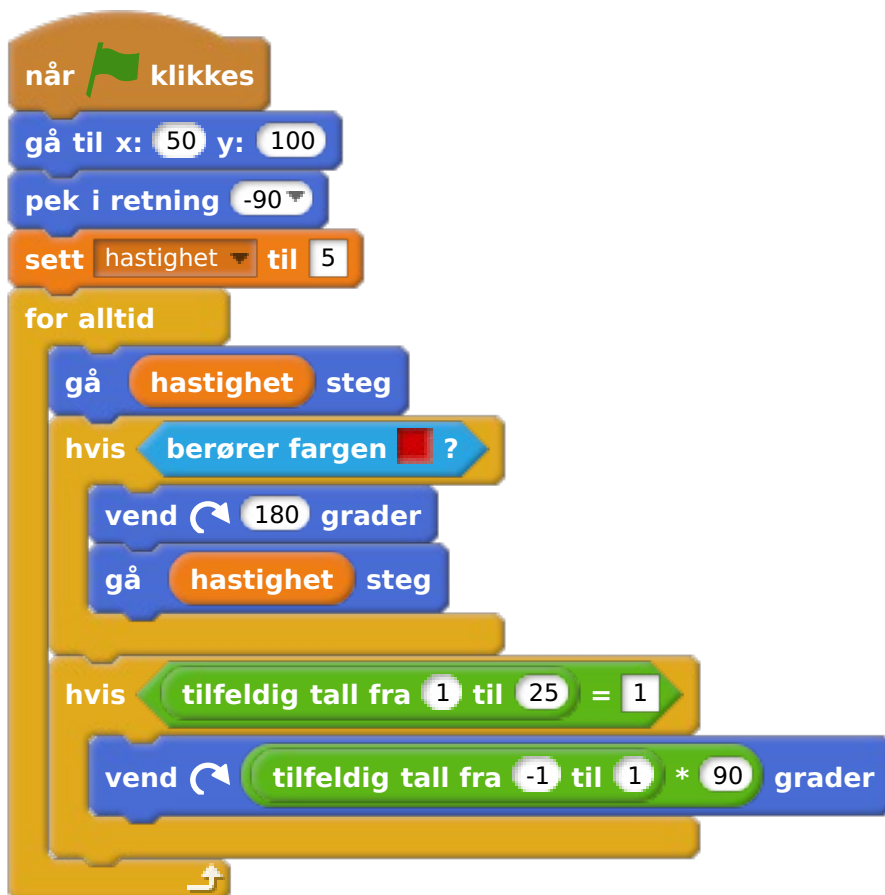 når klikkes
gå til x: 50 y: 100
pek i retning -90
sett hastighet til 5
for alltid
gå hastighet steg
hvis berører fargen ?
vend 180 grader
gå hastighet steg
hvis tilfeldig tall fra 1 til 25 = 1
vend tilfeldig tall fra -1 til 1 * 90 grader